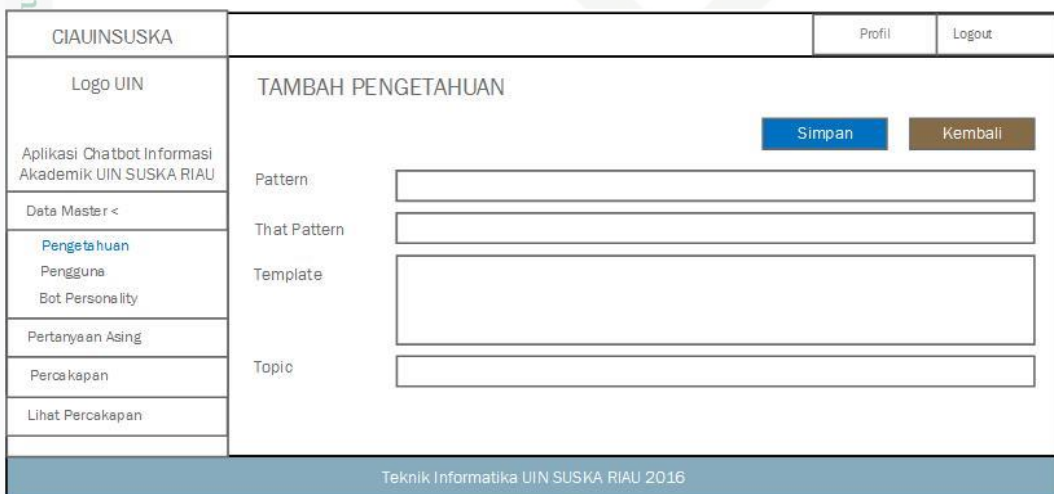 CIAUINSUSKA
Profil
Logout
Logo UIN
Aplikasi Chatbot Informasi
Akademik UIN SUSKA RIAU
Data Master <
Pengetahuan
Pengguna
Bot Personality
Pertanyaan Asing
Percakapan
Lihat Percakapan
TAMBAH PENGETAHUAN
Simpan
Kembali
Pattern
That Pattern
Template
Topic
Teknik Informatika UIN SUSKA RIAU 2016